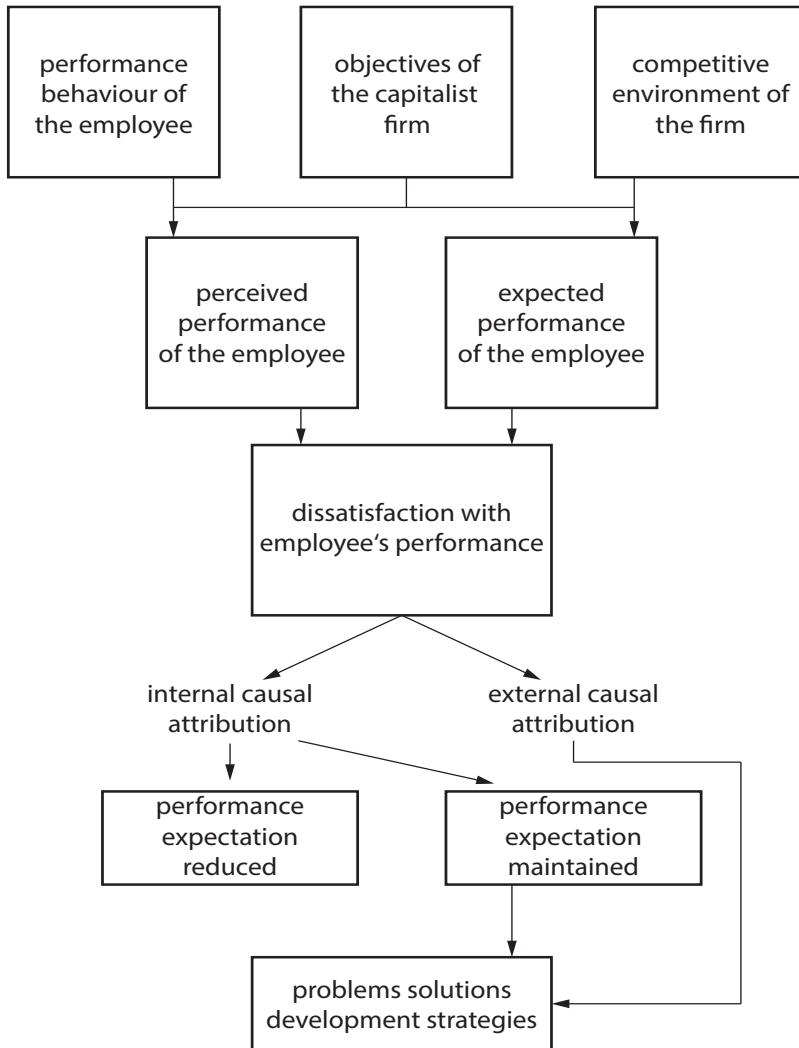 performance
behaviour of
the employee
objectives of
the capitalist
firm
competitive
environment of
the firm
perceived
performance
of the employee
expected
performance
of the employee
dissatisfaction with
employee‘s performance
internal causal
attribution
external causal
attribution
performance
expectation
reduced
performance
expectation
maintained
problems solutions
development strategies